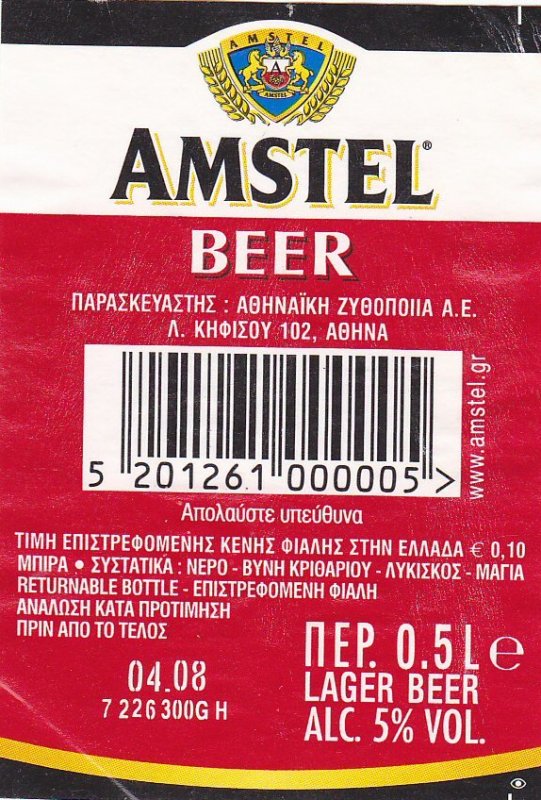 AMSTEL
A
AMSTEL
AMSTEL®
BEER
ΠΑΡΑΣΚΕΥΑΣΤΗΣ : ΑΘΗΝΑΪΚΗ ΖΥΘΟΠΟΙΙΑ Α.Ε.
Λ. ΚΗΦΙΣΟΥ 102, ΑΘΗΝΑ
www.amstel.gr
5 201261 000005 >
Απολαύστε υπεύθυνα
ΤΙΜΗ ΕΠΙΣΤΡΕΦΟΜΕΝΗΣ ΚΕΝΗΣ ΦΙΑΛΗΣ ΣΤΗΝ ΕΛΛΑΔΑ € 0,10
ΜΠΙΡΑ • ΣΥΣΤΑΤΙΚΑ : ΝΕΡΟ - ΒΥΝΗ ΚΡΙΘΑΡΙΟΥ - ΛΥΚΙΣΚΟΣ - ΜΑΓΙΑ
RETURNABLE BOTTLE - ΕΠΙΣΤΡΕΦΟΜΕΝΗ ΦΙΑΛΗ
ΑΝΑΛΩΣΗ ΚΑΤΑ ΠΡΟΤΙΜΗΣΗ
ΠΡΙΝ ΑΠΟ ΤΟ ΤΕΛΟΣ
04.08
7 226 300G H
ΠΕΡ. 0.5 L e
LAGER BEER
ALC. 5% VOL.